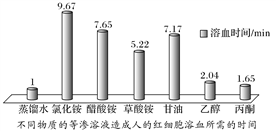 溶血时间/min
9.67
7.65
5.22
7.17
2.04
1.65
1
蒸馏水
氯化铵
醋酸铵
草酸铵
甘油
乙醇
丙酮
不同物质的等渗溶液造成人的红细胞溶血所需的时间